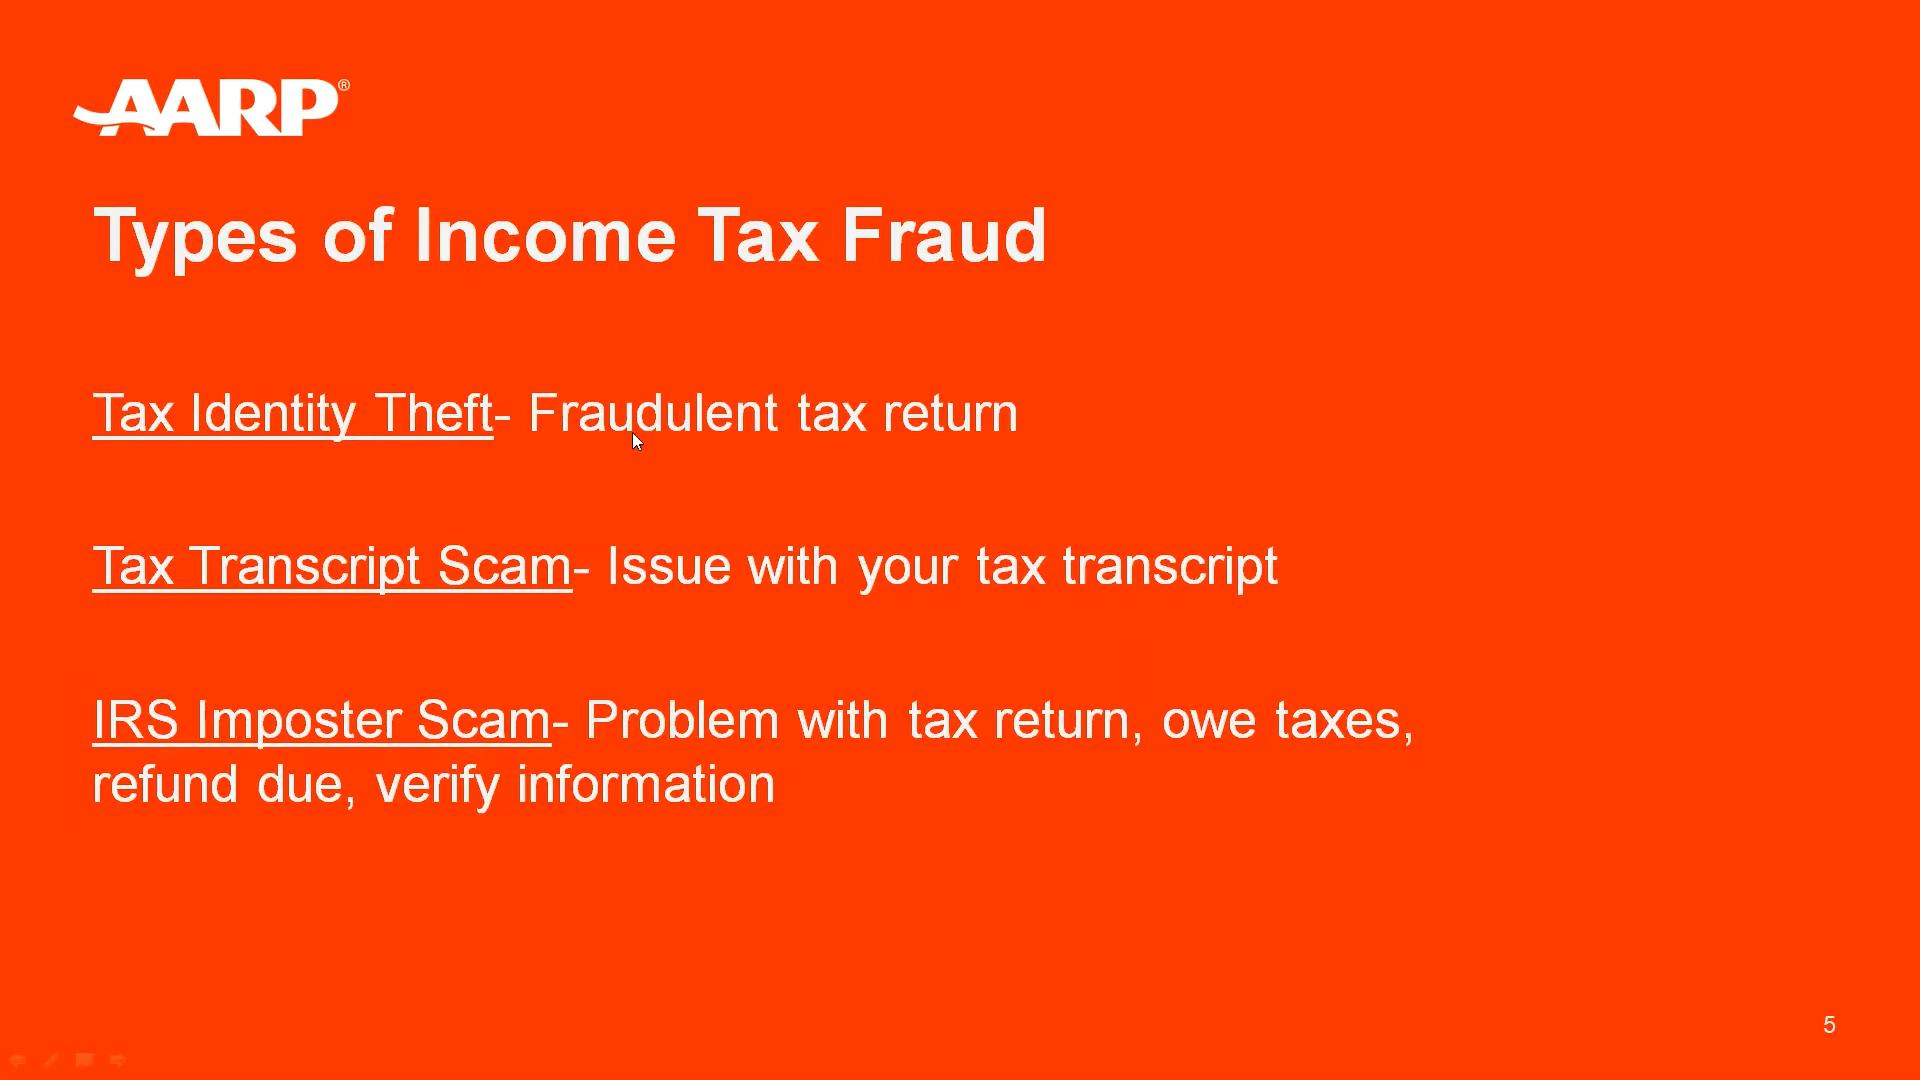 AARP®
Types of Income Tax Fraud
Tax Identity Theft- Fraudulent tax return
Tax Transcript Scam- Issue with your tax transcript
IRS Imposter Scam- Problem with tax return, owe taxes,
refund due, verify information
5